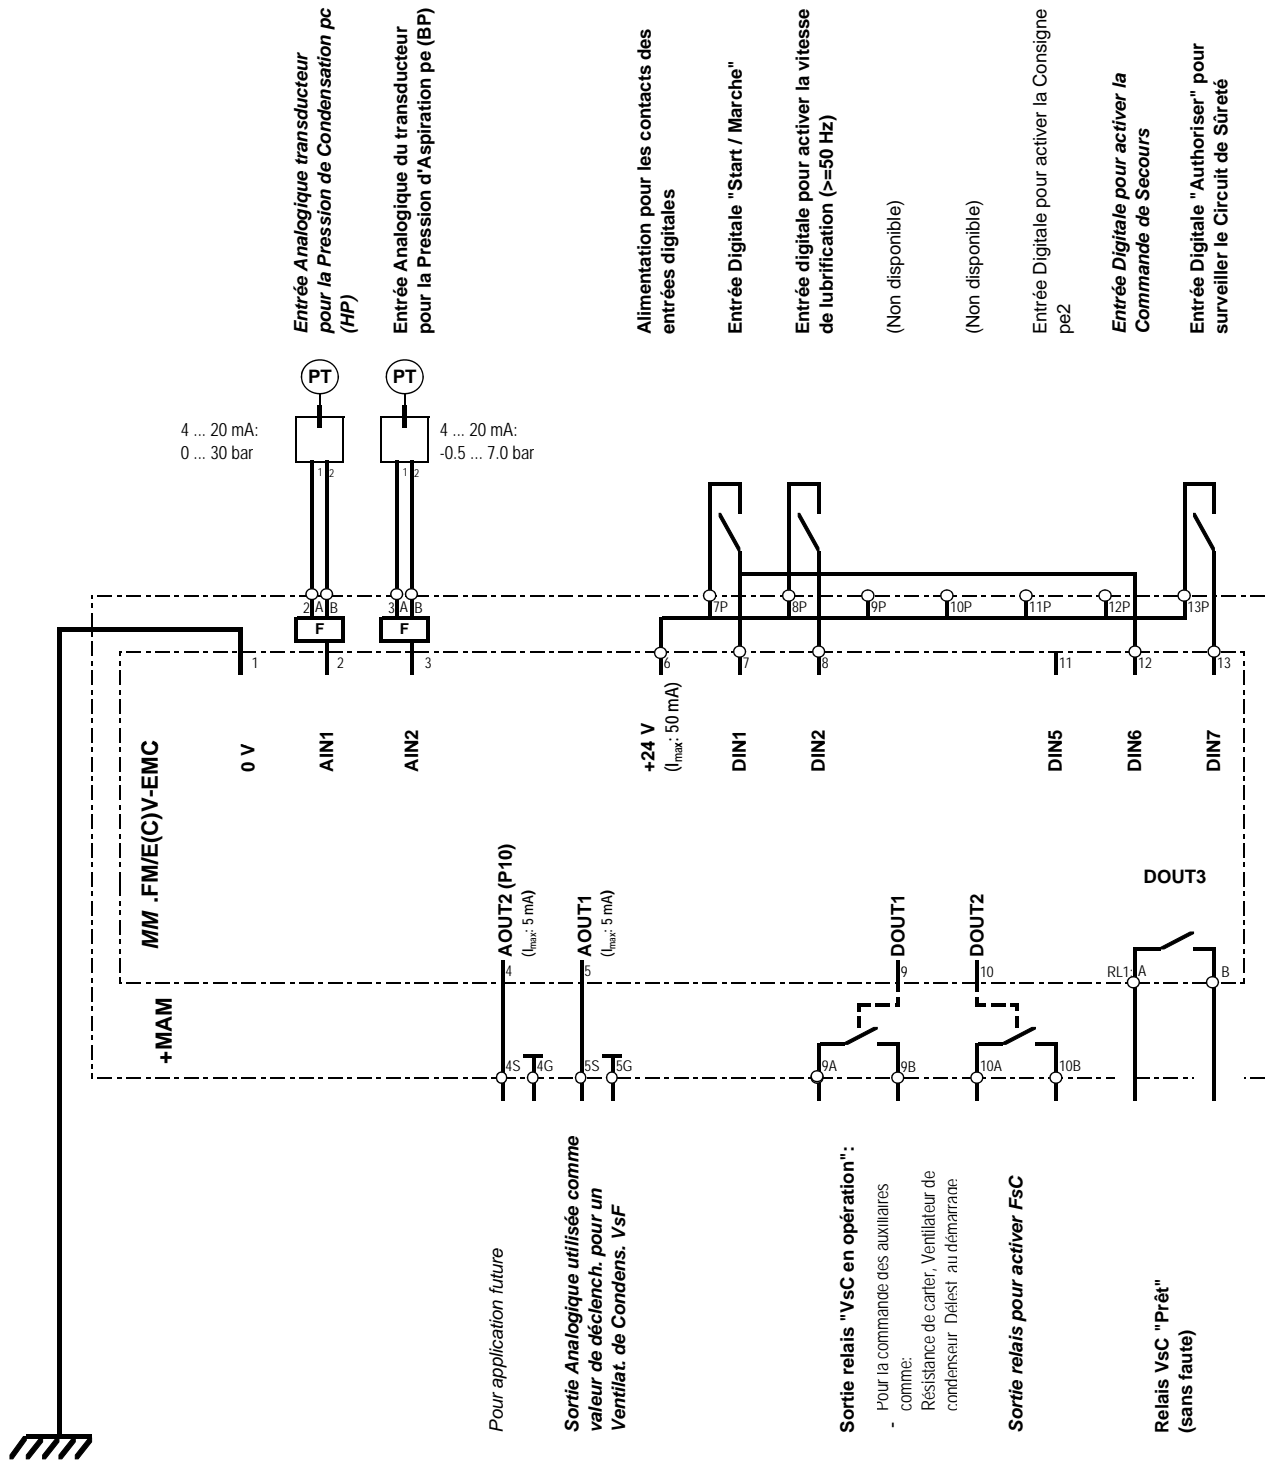 Entrée Analogique transducteur
pour la Pression de Condensation pc
(HP)
Entrée Analogique du transducteur
pour la Pression d'Aspiration pe (BP)
Alimentation pour les contacts des
entrées digitales
Entrée Digitale "Start / Marche"
Entrée digitale pour activer la vitesse
de lubrification (>=50 Hz)
(Non disponible)
(Non disponible)
Entrée Digitale pour activer la Consigne
pe2
Entrée Digitale pour activer la
Commande de Secours
Entrée Digitale "Authoriser" pour
surveiller le Circuit de Sûreté
PT
PT
4 ... 20 mA:
0 ... 30 bar
4 ... 20 mA:
-0.5 ... 7.0 bar
1 2
1 2
2 A B
3 A B
7P
8P
9P
10P
11P
12P
13P
F
F
1
2
3
6
7
8
11
12
13
0 V
AIN1
AIN2
+24 V
(Imax: 50 mA)
DIN1
DIN2
DIN5
DIN6
DIN7
MM .FM/E(C)V-EMC
+MAM
AOUT2 (P10)
(Imax: 5 mA)
AOUT1
(Imax: 5 mA)
DOUT1
DOUT2
DOUT3
4
5
9
10
RL1: A
B
4S
4G
5S
5G
9A
9B
10A
10B
Pour application future
Sortie Analogique utilisée comme
valeur de déclench. pour un
Ventilat. de Condens. VsF
Sortie relais "VsC en opération":
- Pour la commande des auxiliaires
comme:
Résistance de carter, Ventilateur de
condenseur Délest au démarrage
Sortie relais pour activer FsC
Relais VsC "Prêt"
(sans faute)